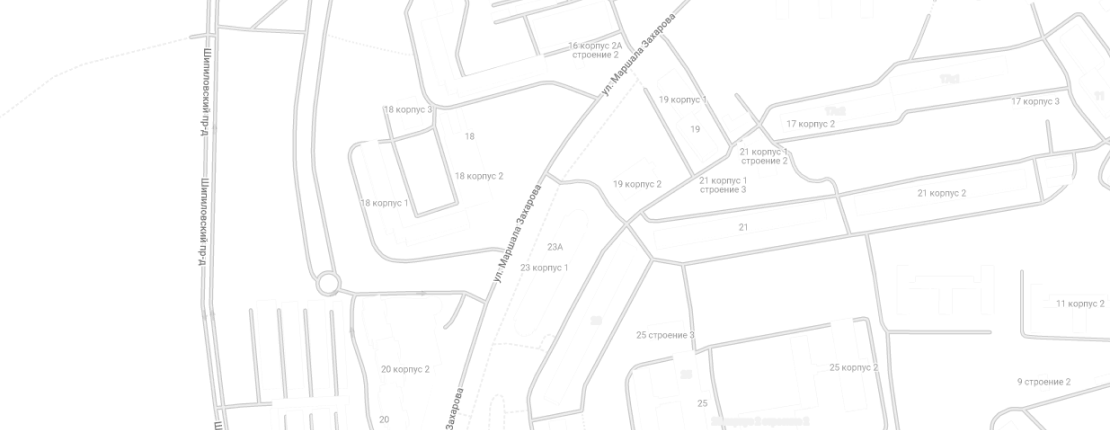 16 корпус 2А
строение 2
ул. Маршала Захарова
Шипиловский пр-д
18 корпус 3
18
19 корпус 1
19
17 корпус 3
17 корпус 2
21 корпус 1
строение 2
18 корпус 2
19 корпус 2
21 корпус 1
строение 3
21 корпус 2
18 корпус 1
Шипиловский пр-д
ул. Маршала Захарова
21
23А
23 корпус 1
11 корпус 2
25 строение 3
20 корпус 2
25 корпус 2
9 строение 2
25
20
Захарова